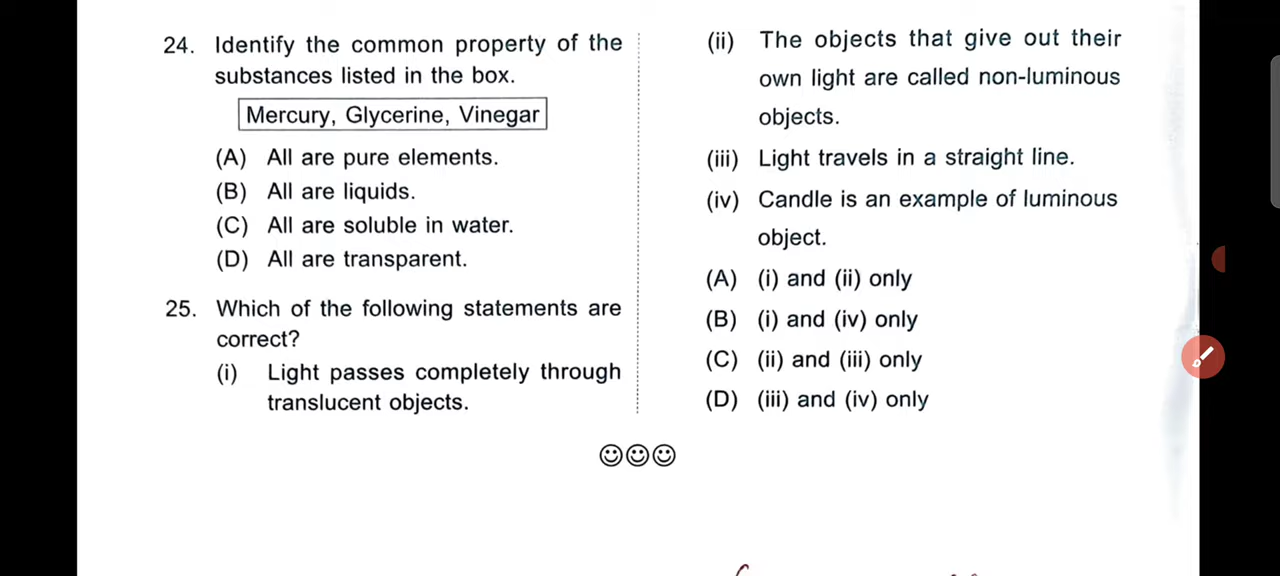 24. Identify the common property of the
substances listed in the box.
Mercury, Glycerine, Vinegar
(A) All are pure elements.
(B) All are liquids.
(C) All are soluble in water.
(D) All are transparent.
25. Which of the following statements are
correct?
(i) Light passes completely through
translucent objects.
(ii) The objects that give out their
own light are called non-luminous
objects.
(iii) Light travels in a straight line.
(iv) Candle is an example of luminous
object.
(A) (i) and (ii) only
(B) (i) and (iv) only
(C) (ii) and (iii) only
(D) (iii) and (iv) only